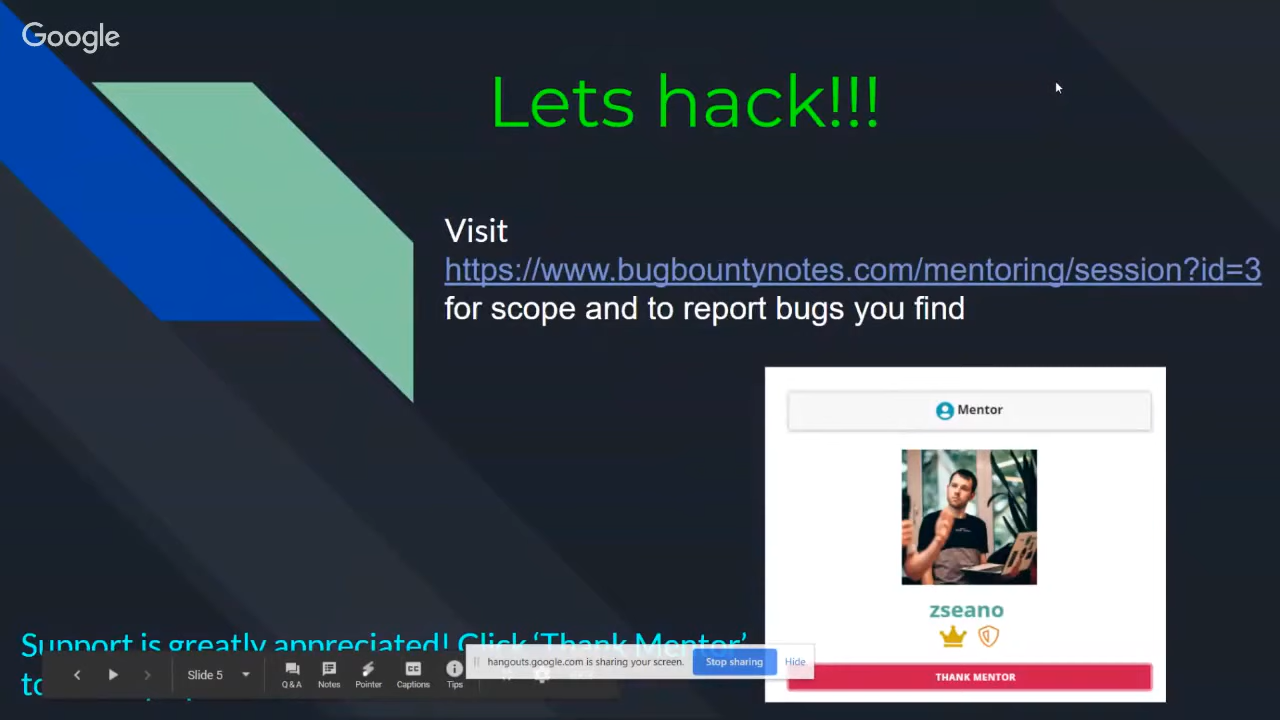 Google
Lets hack!!!
Visit
https://www.bugbountynotes.com/mentoring/session?id=3
for scope and to report bugs you find
Mentor
zseano
THANK MENTOR
Support is greatly appreciated! Click ‘Thank Mentor’
to
Slide 5
Q & A
Notes
Pointer
CC
Captions
Tips
hangouts.google.com is sharing your screen.
Stop sharing
Hide